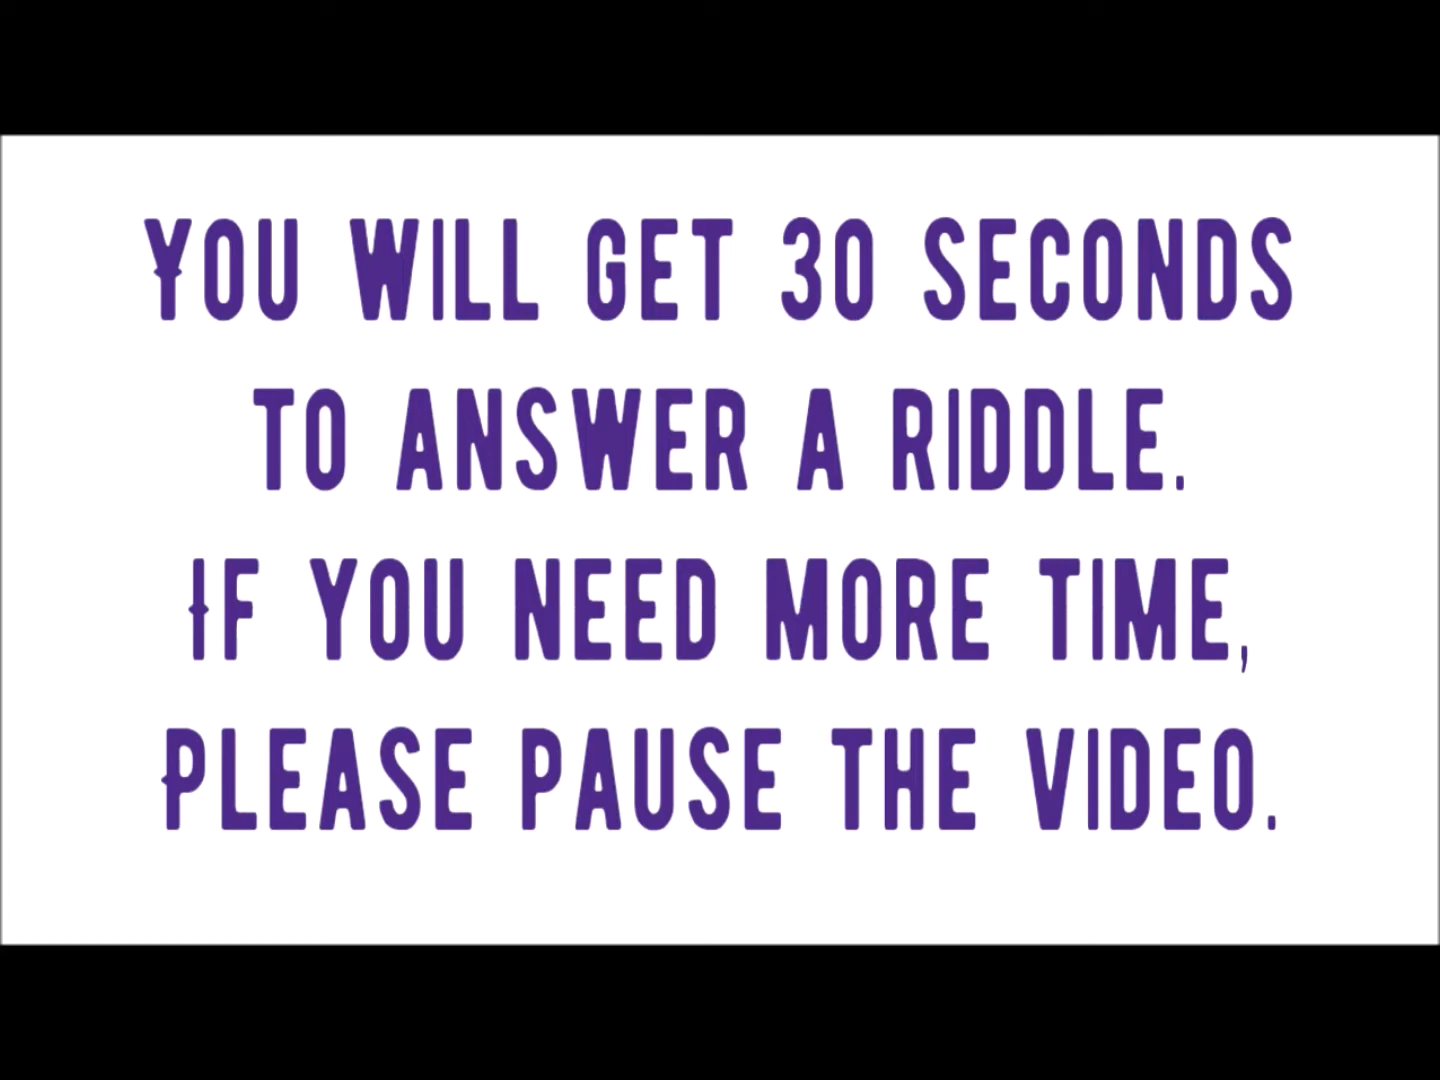 YOU WILL GET 30 SECONDS
TO ANSWER A RIDDLE.
IF YOU NEED MORE TIME,
PLEASE PAUSE THE VIDEO.